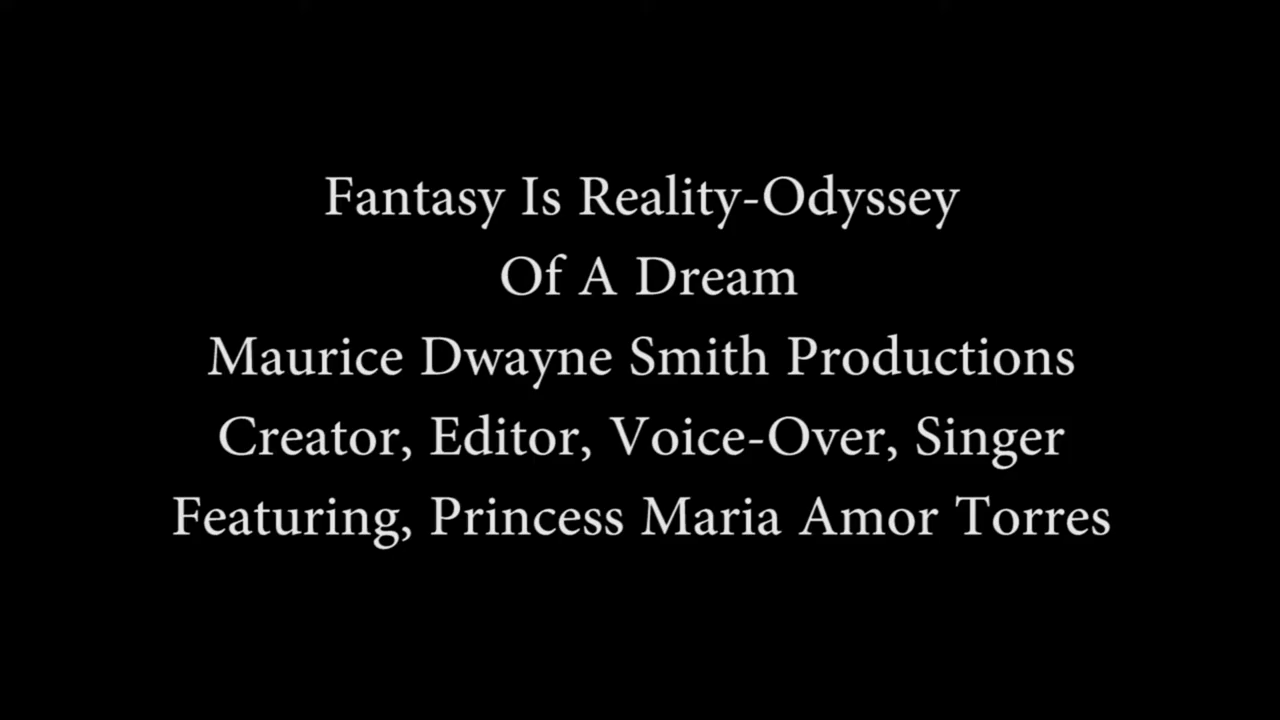 Fantasy Is Reality-Odyssey
Of A Dream
Maurice Dwayne Smith Productions
Creator, Editor, Voice-Over, Singer
Featuring, Princess Maria Amor Torres